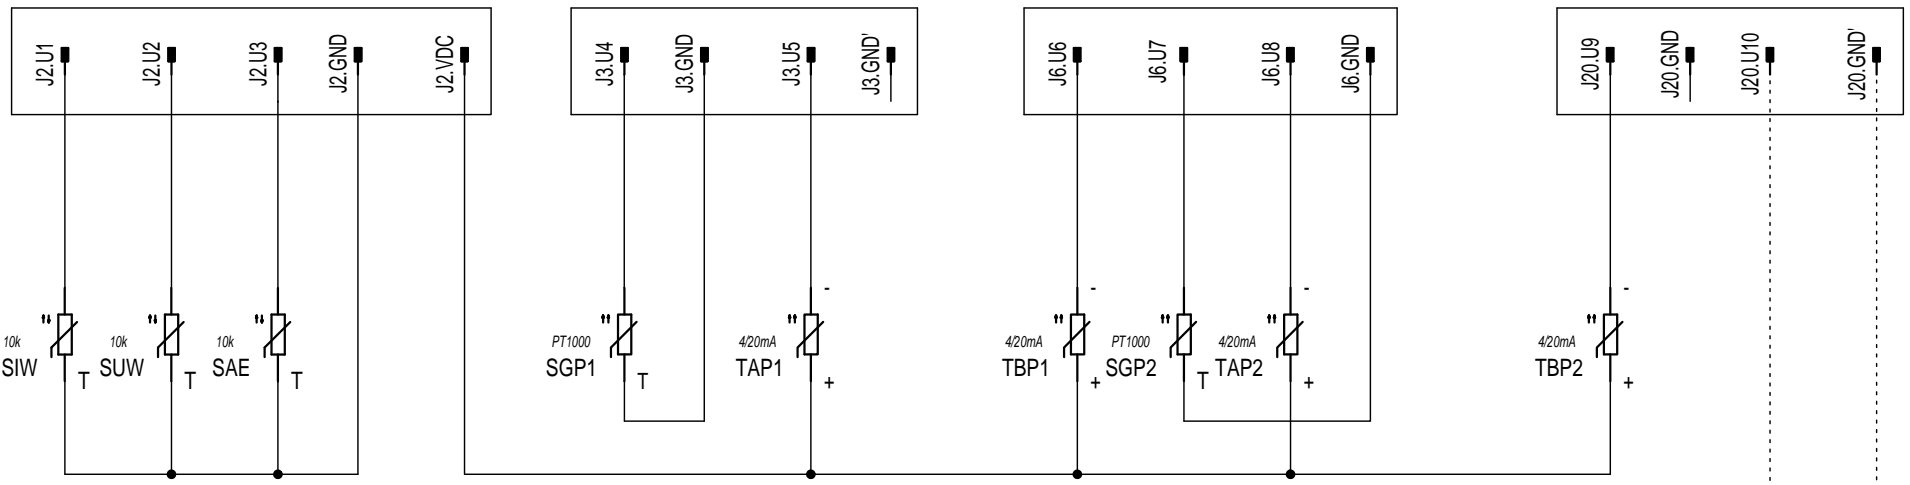 J2.U1
J2.U2
J2.U3
J2.GND
J2.VDC
J3.U4
J3.GND
J3.U5
J3.GND'
J6.U6
J6.U7
J6.U8
J6.GND
J20.U9
J20.GND
J20.U10
J20.GND'
10k
SIW
T
10k
SUW
T
10k
SAE
T
PT1000
SGP1
T
-
4/20mA
TAP1
+
-
4/20mA
TBP1
+
PT1000
SGP2
T
-
4/20mA
TAP2
+
-
4/20mA
TBP2
+